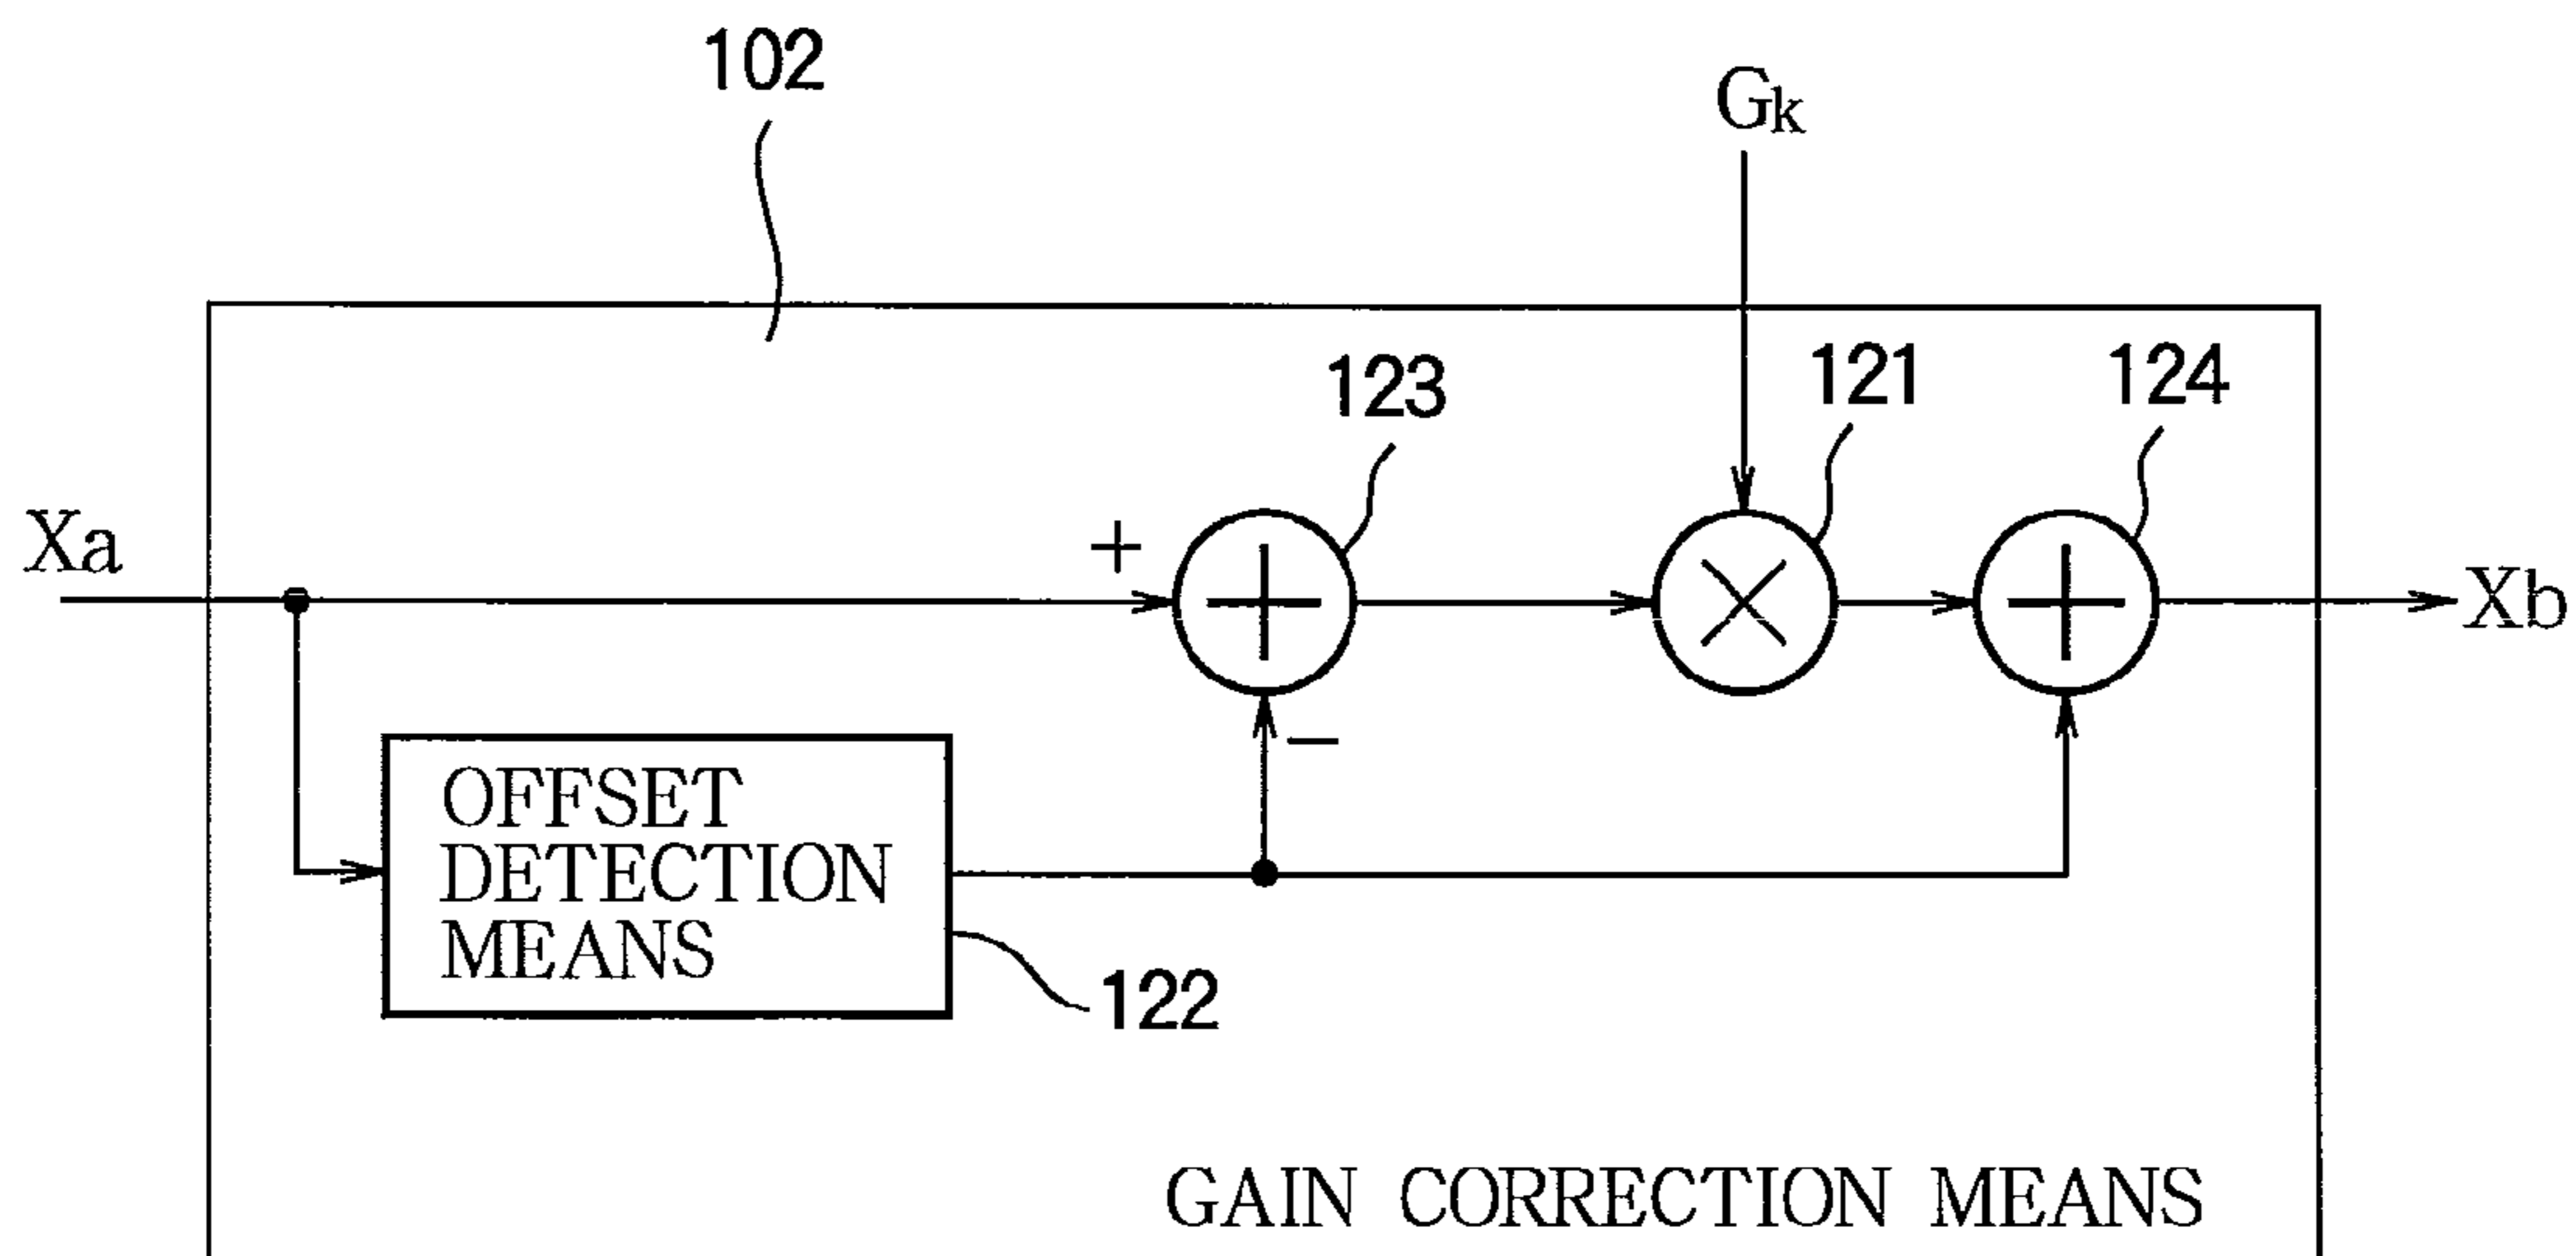 102
Gk
123
121
124
Xa
+
Xb
−
OFFSET
DETECTION
MEANS
122
GAIN CORRECTION MEANS